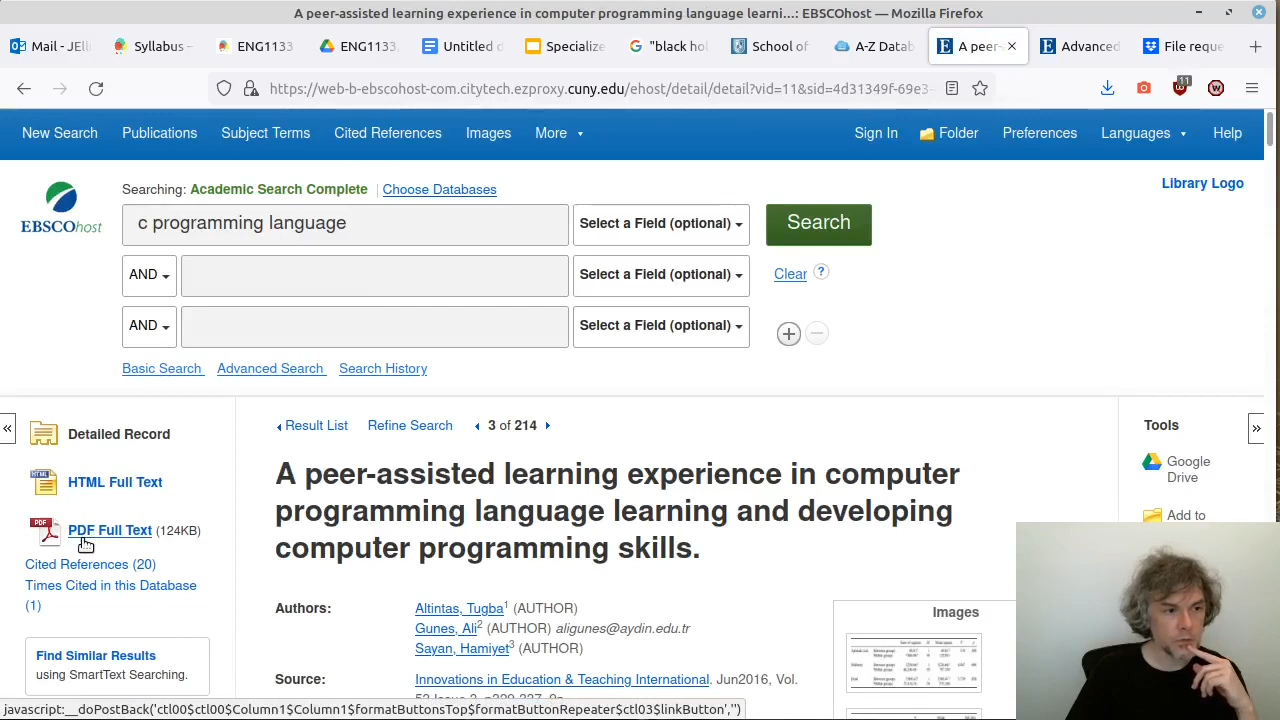 A peer-assisted learning experience in computer programming language learni...: EBSCOhost — Mozilla Firefox
Mail - JEl
Syllabus -
ENG1133
ENG1133.
Untitled d
Specialize
"black hol
School of
A-Z Datab
A peer-
Advanced
File reque
https://web-b-ebscohost-com.citytech.ezproxy.cuny.edu/ehost/detail/detail?vid=11&sid=4d31349f-69e3-
11
New Search Publications Subject Terms Cited References Images More Sign In Folder Preferences Languages Help
Searching: Academic Search Complete | Choose Databases
Library Logo
EBSCOhost
c programming language Select a Field (optional) Search
AND Select a Field (optional) Clear ?
AND Select a Field (optional)
Basic Search Advanced Search Search History
« Detailed Record
HTML Full Text
PDF
PDF Full Text (124KB)
Cited References (20)
Times Cited in this Database
(1)
Find Similar Results
using SmartText Searching.
Result List Refine Search 3 of 214
A peer-assisted learning experience in computer
programming language learning and developing
computer programming skills.
Authors: Altintas, Tugba1 (AUTHOR)
Gunes, Ali2 (AUTHOR) aligunes@aydin.edu.tr
Sayan, Hamiyet3 (AUTHOR)
Source: Innovations in Education & Teaching International. Jun2016, Vol.
Images
Tools »
Google
Drive
Add to
javascript:__doPostBack('ctl00$ctl00$Column1$Column1$formatButtonsTop$formatButtonRepeater$ctl03$linkButton','')